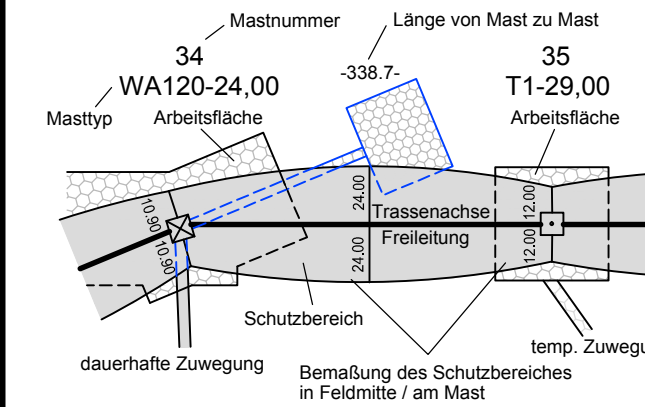 Mastnummer
Länge von Mast zu Mast
34
-338.7-
35
WA120-24,00
T1-29,00
Masttyp
Arbeitsfläche
Arbeitsfläche
10.90
10.90
24.00
24.00
Trassenachse
Freileitung
12.00
12.00
Schutzbereich
dauerhafte Zuwegung
temp. Zuwegu
Bemaßung des Schutzbereiches
in Feldmitte / am Mast